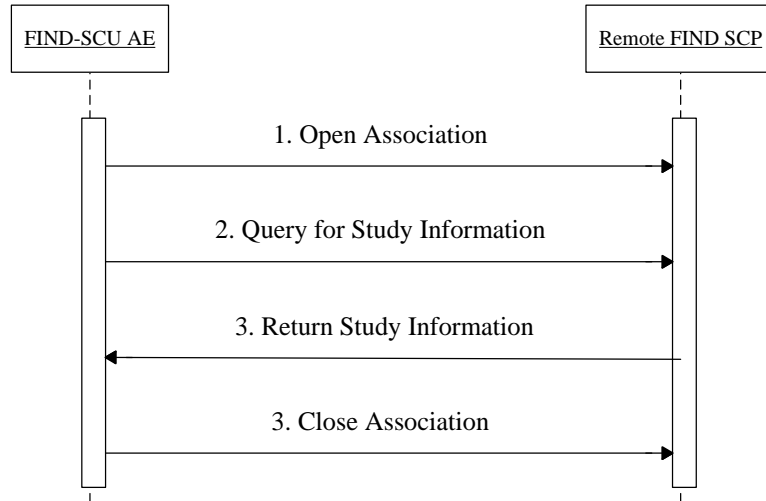 FIND-SCU AE
Remote FIND SCP
1. Open Association
2. Query for Study Information
3. Return Study Information
3. Close Association